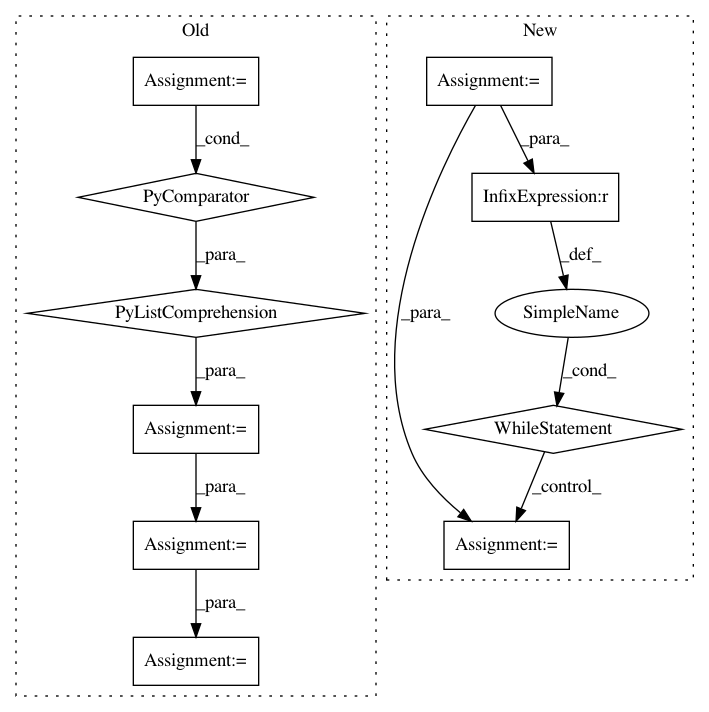 Old
Assignment:=
_cond_
PyComparator
_para_
PyListComprehension
_para_
Assignment:=
_para_
Assignment:=
_para_
Assignment:=
New
Assignment:=
_para_
InfixExpression:r
_def_
SimpleName
_para_
_cond_
WhileStatement
_control_
Assignment:=